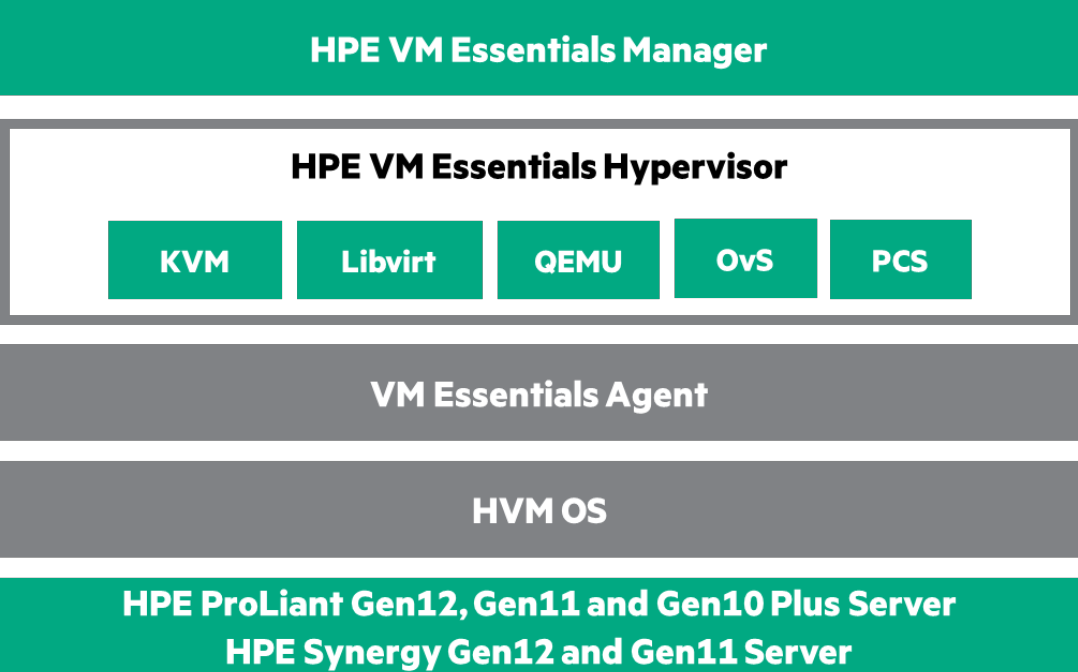 HPE VM Essentials Manager
HPE VM Essentials Hypervisor
KVM
Libvirt
QEMU
OvS
PCS
VM Essentials Agent
HVM OS
HPE ProLiant Gen12, Gen11 and Gen10 Plus Server
HPE Synergy Gen12 and Gen11 Server